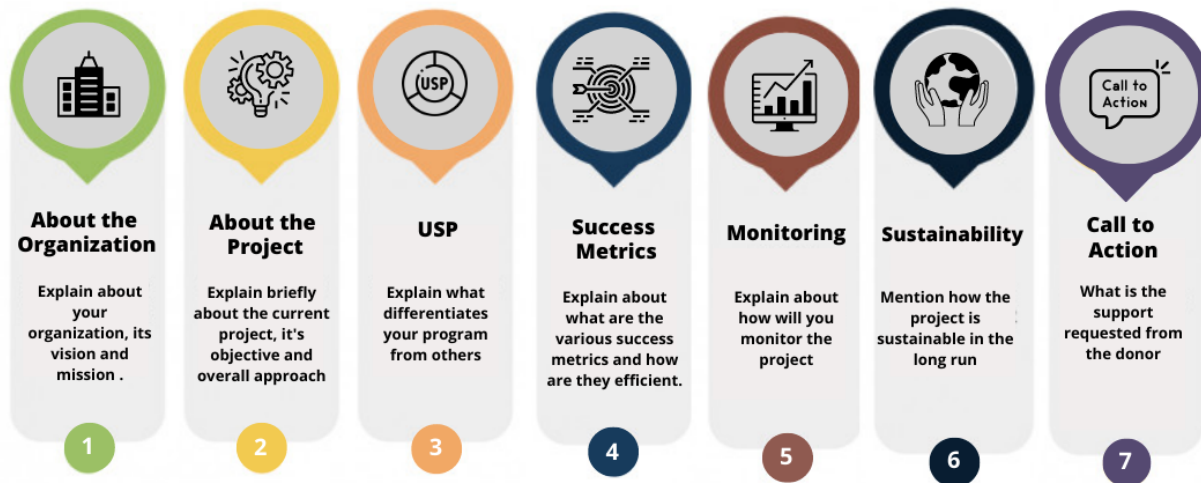 About the
Organization
Explain about
your
organization, its
vision and
mission .
1
About the
Project
Explain briefly
about the current
project, it's
objective and
overall approach
2
USP
USP
Explain what
differentiates
your program
from others
3
Success
Metrics
Explain about
what are the
various success
metrics and how
are they efficient.
4
Monitoring
Explain about
how will you
monitor the
project
5
Sustainability
Mention how the
project is
sustainable in the
long run
6
Call to
Action
Call to
Action
What is the
support
requested from
the donor
7